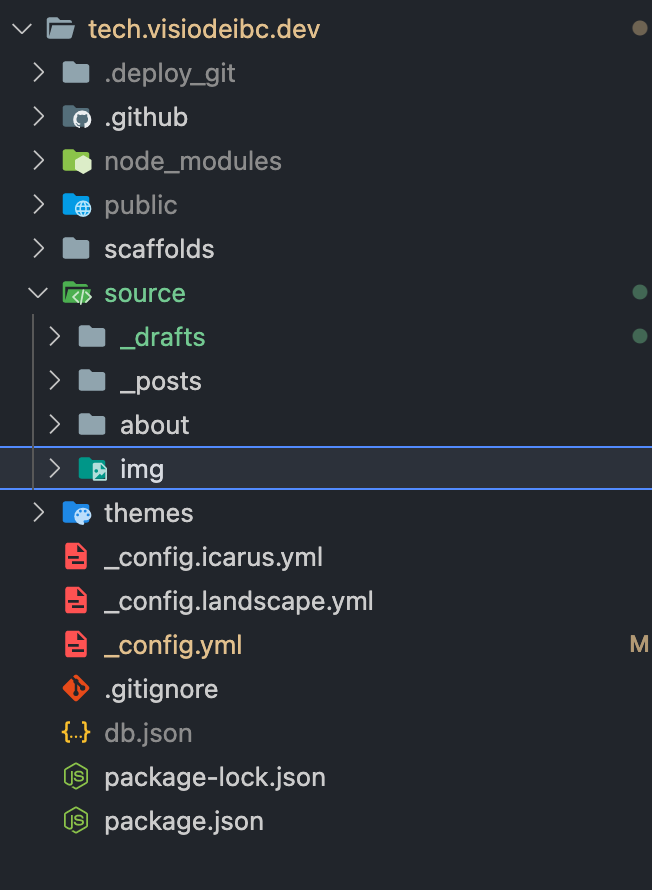 tech.visiodeibc.dev
.deploy_git
.github
node_modules
public
scaffolds
source
_drafts
_posts
about
img
themes
_config.icarus.yml
_config.landscape.yml
_config.yml M
.gitignore
db.json
package-lock.json
package.json